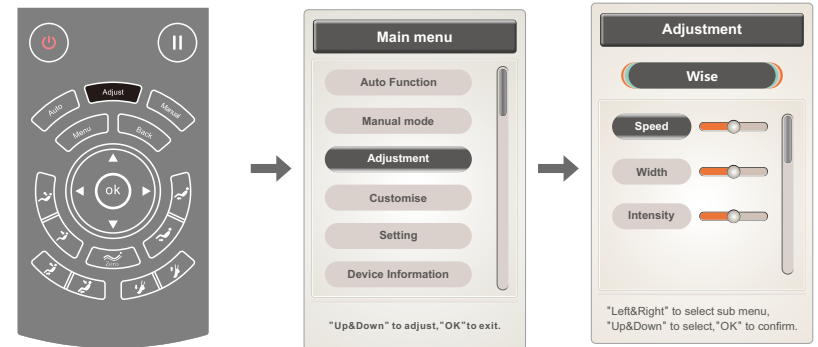 Adjust
Auto
Manual
Menu
Back
ok
Zero
Main menu
Auto Function
Manual mode
Adjustment
Customise
Setting
Device Information
"Up&Down" to adjust,"OK"to exit.
Adjustment
Wise
Speed
Width
Intensity
"Left&Right" to select sub menu,
"Up&Down" to select,"OK" to confirm.